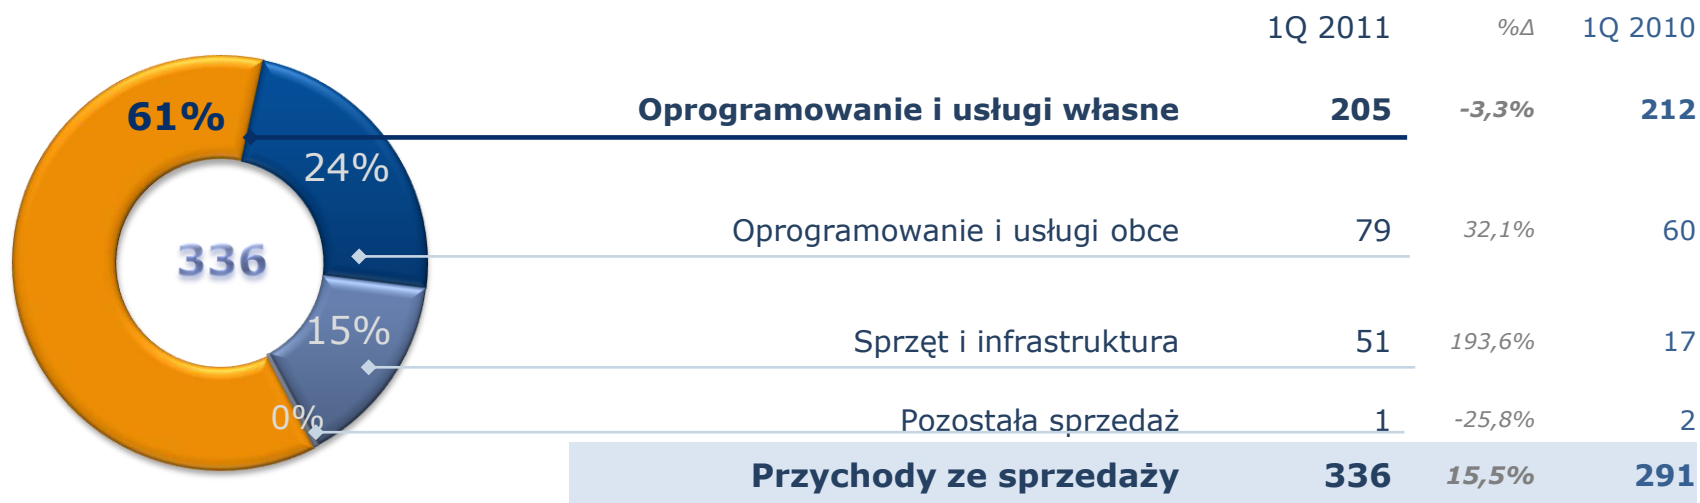 1Q 2011 %Δ 1Q 2010
61%
24%
336
15%
0%
Oprogramowanie i usługi własne 205 -3,3% 212
Oprogramowanie i usługi obce 79 32,1% 60
Sprzęt i infrastruktura 51 193,6% 17
Pozostała sprzedaż 1 -25,8% 2
Przychody ze sprzedaży 336 15,5% 291